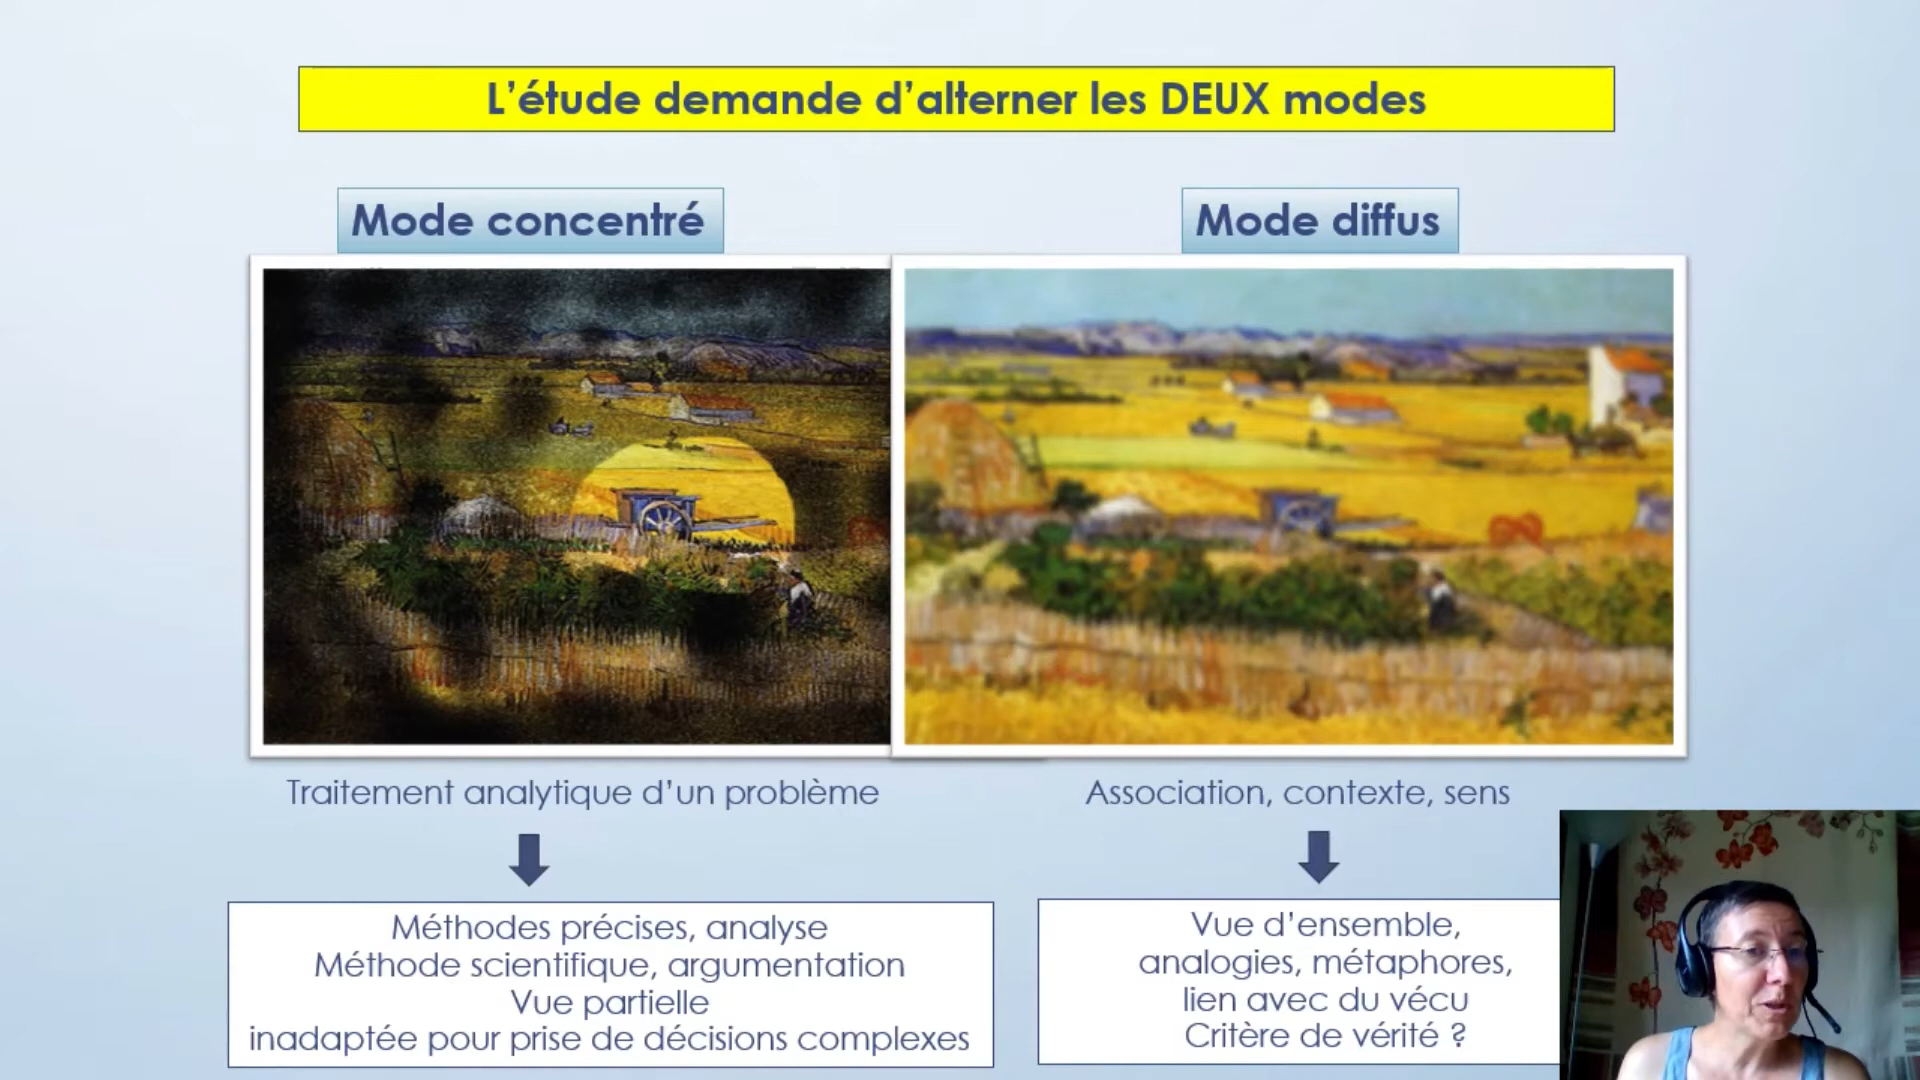 L’étude demande d’alterner les DEUX modes
Mode concentré
Mode diffus
Traitement analytique d’un problème
Association, contexte, sens
Méthodes précises, analyse
Méthode scientifique, argumentation
Vue partielle
inadaptée pour prise de décisions complexes
Vue d’ensemble,
analogies, métaphores,
lien avec du vécu
Critère de vérité ?